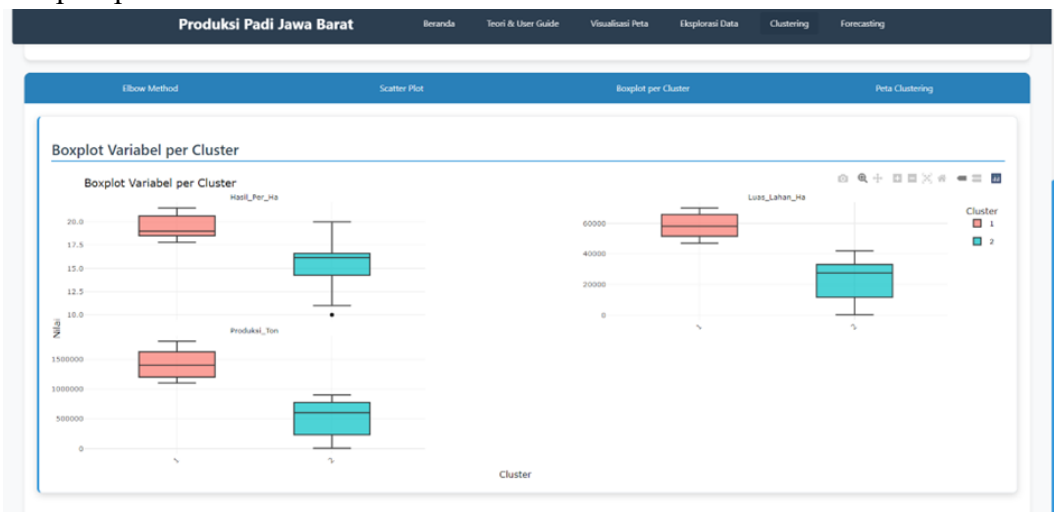 Produksi Padi Jawa Barat
Beranda
Teori & User Guide
Visualisasi Peta
Eksplorasi Data
Clustering
Forecasting
Elbow Method
Scatter Plot
Boxplot per Cluster
Peta Clustering
Boxplot Variabel per Cluster
Boxplot Variabel per Cluster
Hasil_Per_Ha
20.0
17.5
15.0
12.5
10.0
Luas_Lahan_Ha
60000
40000
20000
0
1
2
Cluster
1
2
Nilai
Produksi_Ton
1500000
1000000
500000
0
1
2
Cluster